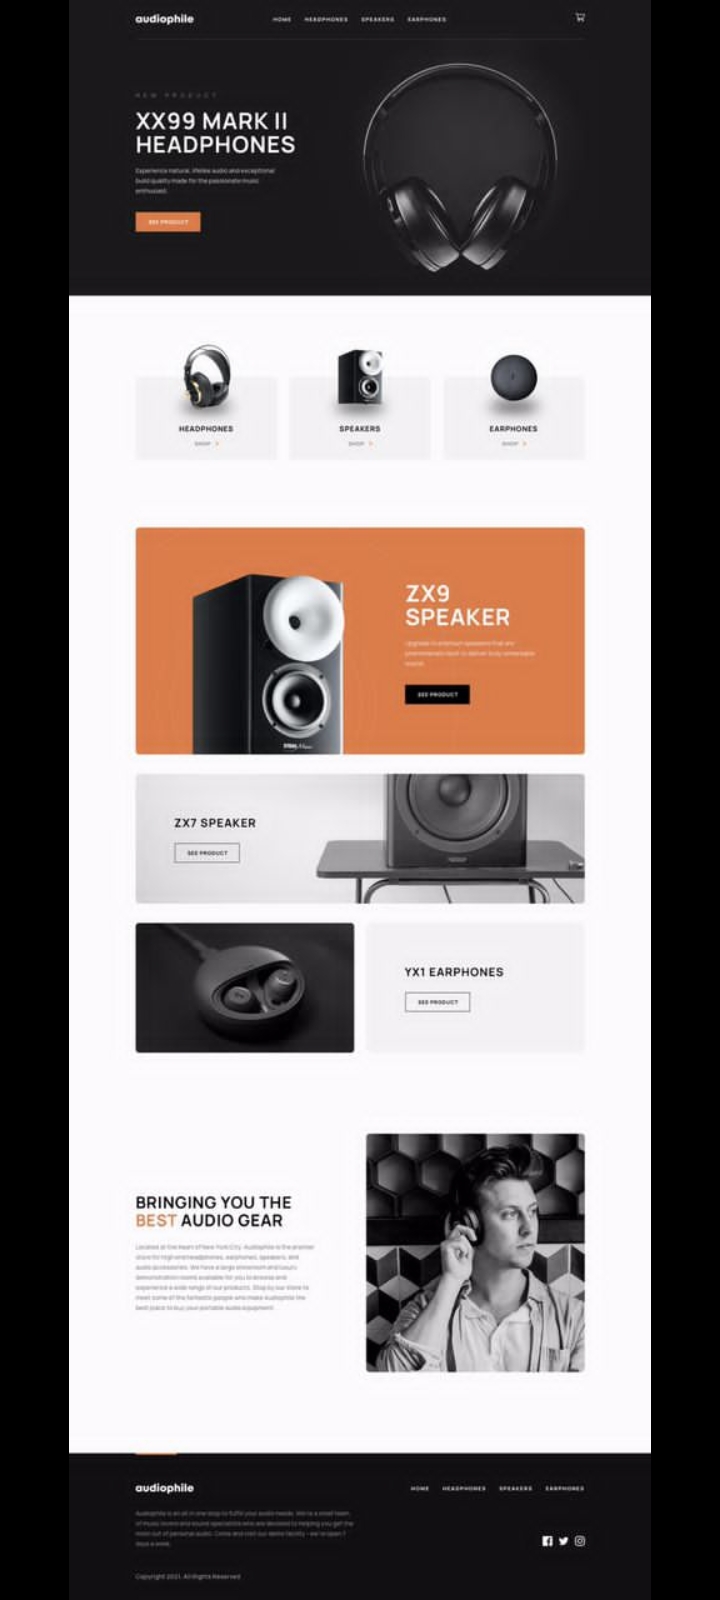 audiophile
HOME HEADPHONES SPEAKERS EARPHONES
NEW PRODUCT
XX99 MARK II
HEADPHONES
Experience natural, lifelike audio and exceptional
build quality made for the passionate music
enthusiast.
SEE PRODUCT
HEADPHONES
SHOP
SPEAKERS
SHOP
EARPHONES
SHOP
ZX9
SPEAKER
Upgrade to premium speakers that are
phenomenally built to deliver truly remarkable
sound.
SEE PRODUCT
ZX7 SPEAKER
SEE PRODUCT
YX1 EARPHONES
SEE PRODUCT
BRINGING YOU THE
BEST AUDIO GEAR
Located at the heart of New York City, Audiophile is the premier
store for high end headphones, earphones, speakers, and
audio accessories. We have a large showroom and luxury
demonstration rooms available for you to browse and
experience a wide range of our products. Stop by our store to
meet some of the fantastic people who make Audiophile the
best place to buy your portable audio equipment.
audiophile
HOME HEADPHONES SPEAKERS EARPHONES
Audiophile is an all in one stop to fulfill your audio needs. We're a small team
of music lovers and sound specialists who are devoted to helping you get the
most out of personal audio. Come and visit our demo facility - we're open 7
days a week.
Copyright 2021. All Rights Reserved